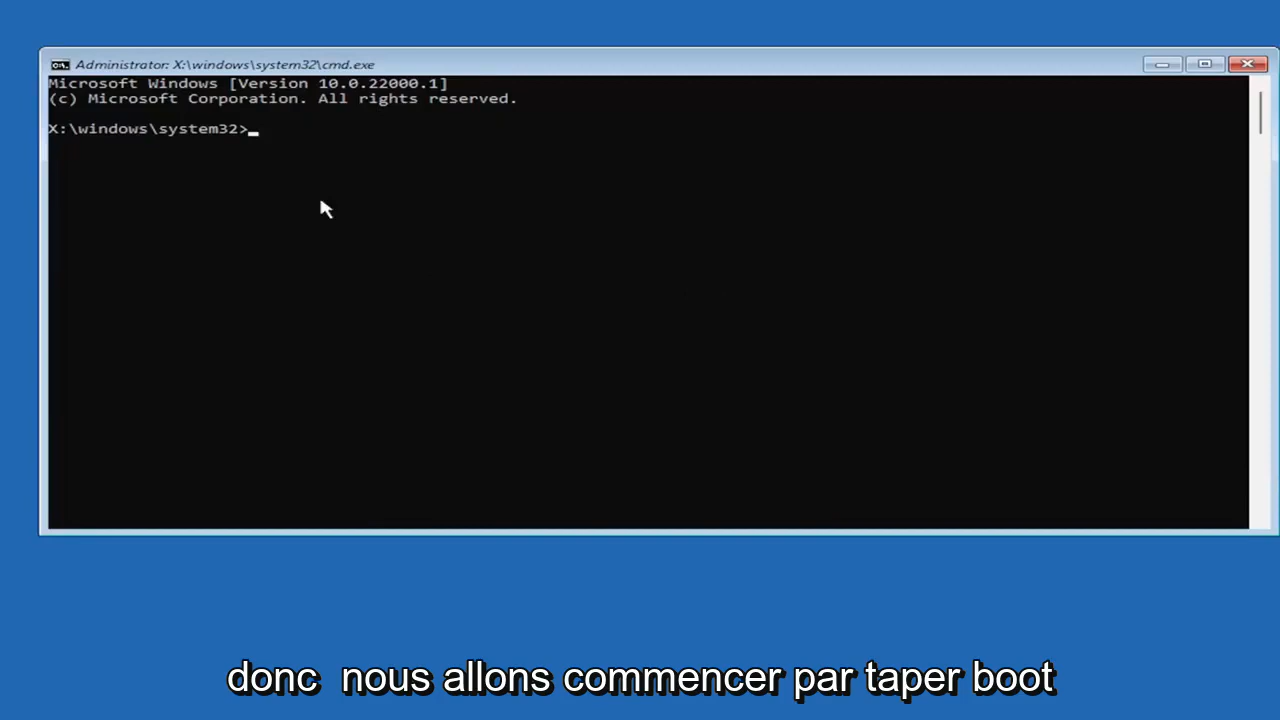 Administrator: X:\windows\system32\cmd.exe
Microsoft Windows [Version 10.0.22000.1]
(c) Microsoft Corporation. All rights reserved.
X:\windows\system32>
donc nous allons commencer par taper boot